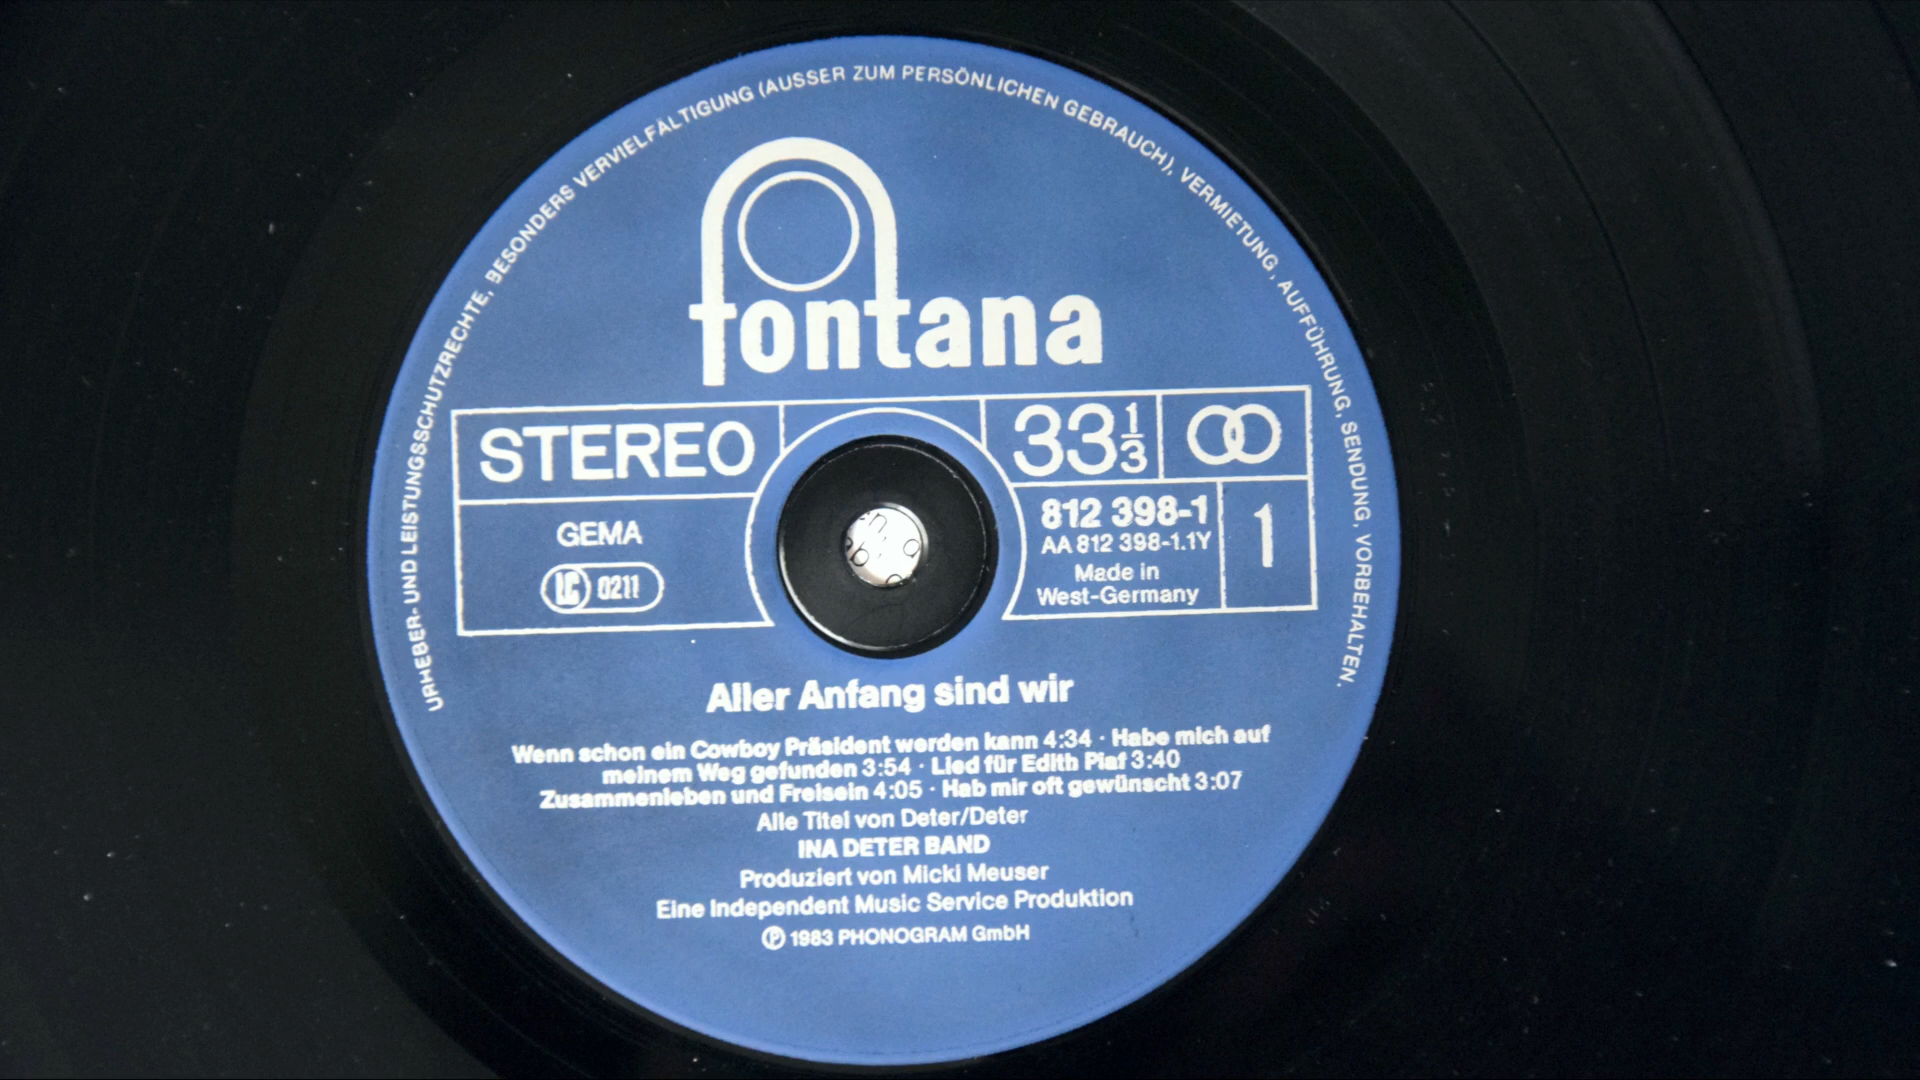 URHEBER- UND LEISTUNGSSCHUTZRECHTE, BESONDERS VERVIELFÄLTIGUNG (AUSSER ZUM PERSÖNLICHEN GEBRAUCH), VERMIETUNG, AUFFÜHRUNG, SENDUNG, VORBEHALTEN.
fontana
STEREO
33 1/3
GEMA
LC 0211
812 398-1
AA 812 398-1.1Y
Made in
West-Germany
1
Aller Anfang sind wir
Wenn schon ein Cowboy Präsident werden kann 4:34 · Habe mich auf
meinem Weg gefunden 3:54 · Lied für Edith Piaf 3:40
Zusammenleben und Freisein 4:05 · Hab mir oft gewünscht 3:07
Alle Titel von Deter/Deter
INA DETER BAND
Produziert von Micki Meuser
Eine Independent Music Service Produktion
℗ 1983 PHONOGRAM GmbH